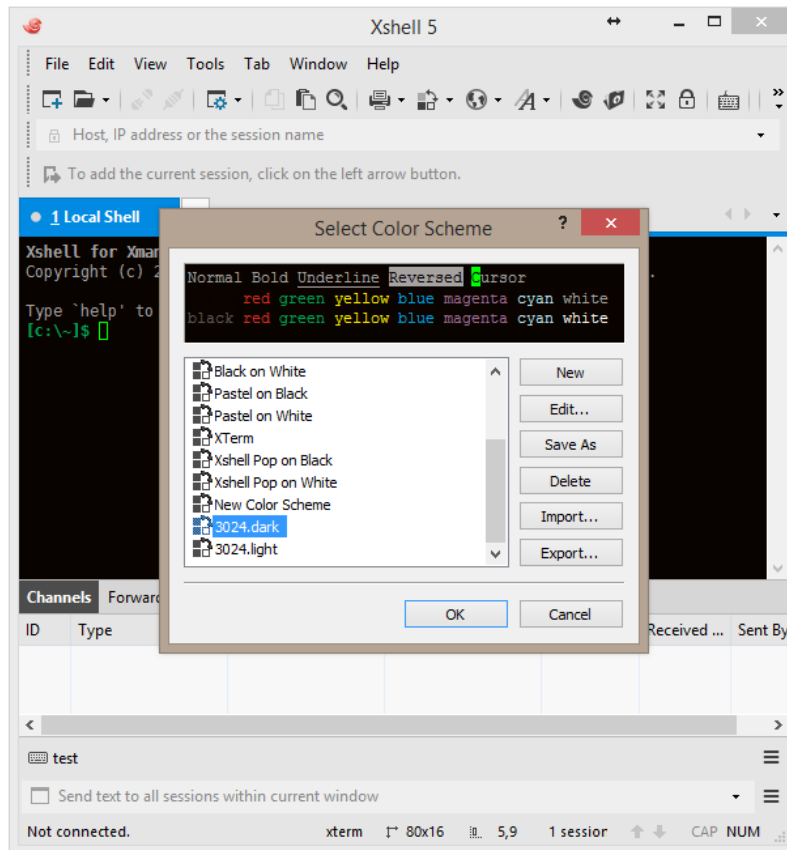 Xshell 5
File Edit View Tools Tab Window Help
Host, IP address or the session name
To add the current session, click on the left arrow button.
1 Local Shell
Select Color Scheme ?
Xshell for Xmar
Copyright (c) 2 .
Type `help' to
[c:\~]$
Normal Bold Underline Reversed Cursor
red green yellow blue magenta cyan white
black red green yellow blue magenta cyan white
Black on White
Pastel on Black
Pastel on White
XTerm
Xshell Pop on Black
Xshell Pop on White
New Color Scheme
3024.dark
3024.light
New
Edit...
Save As
Delete
Import...
Export...
OK Cancel
Channels Forward
ID Type Received ... Sent By
test
Send text to all sessions within current window
Not connected. xterm 80x16 5,9 1 session CAP NUM